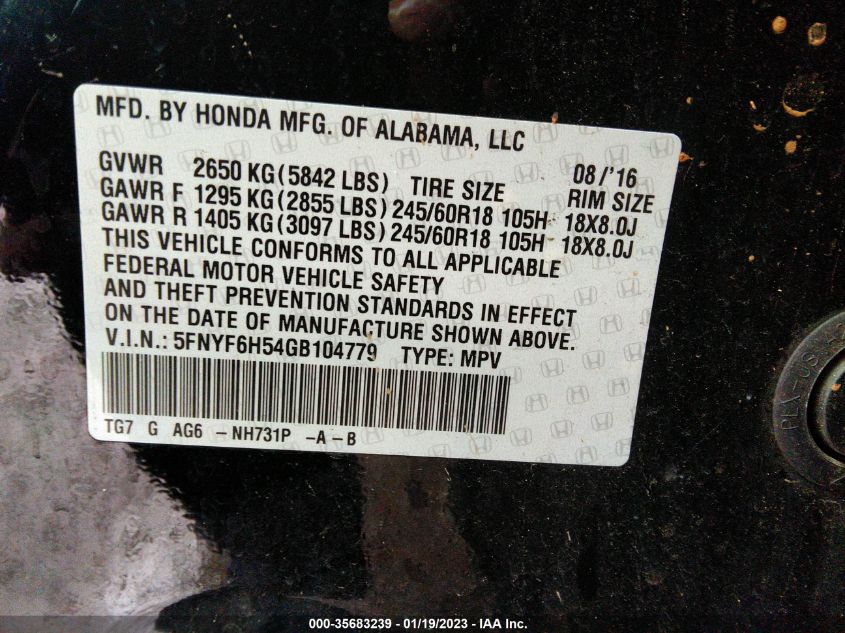 MFD. BY HONDA MFG. OF ALABAMA, LLC
GVWR 2650 KG (5842 LBS) TIRE SIZE 08 / '16 RIM SIZE
GAWR F 1295 KG (2855 LBS) 245/60R18 105H 18X8.0J
GAWR R 1405 KG (3097 LBS) 245/60R18 105H 18X8.0J
THIS VEHICLE CONFORMS TO ALL APPLICABLE
FEDERAL MOTOR VEHICLE SAFETY
AND THEFT PREVENTION STANDARDS IN EFFECT
ON THE DATE OF MANUFACTURE SHOWN ABOVE.
V.I.N.: 5FNYF6H54GB104779 TYPE: MPV
TG7 G AG6 – NH731P – A – B
000-35683239 - 01/19/2023 - IAA Inc.